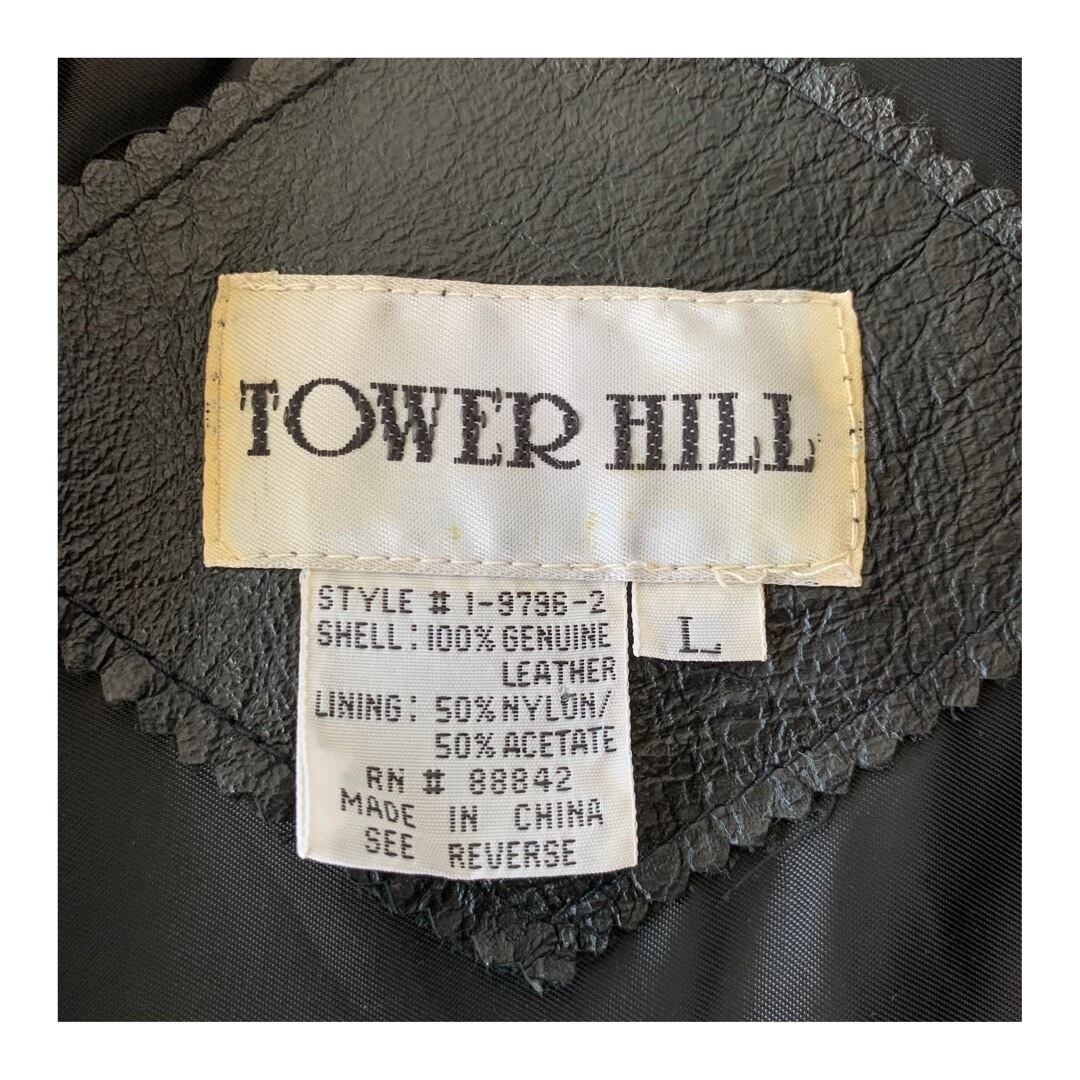 TOWER HILL
STYLE # 1-9796-2
SHELL: 100% GENUINE
LEATHER
LINING: 50% NYLON/
50% ACETATE
RN # 88842
MADE IN CHINA
SEE REVERSE
L